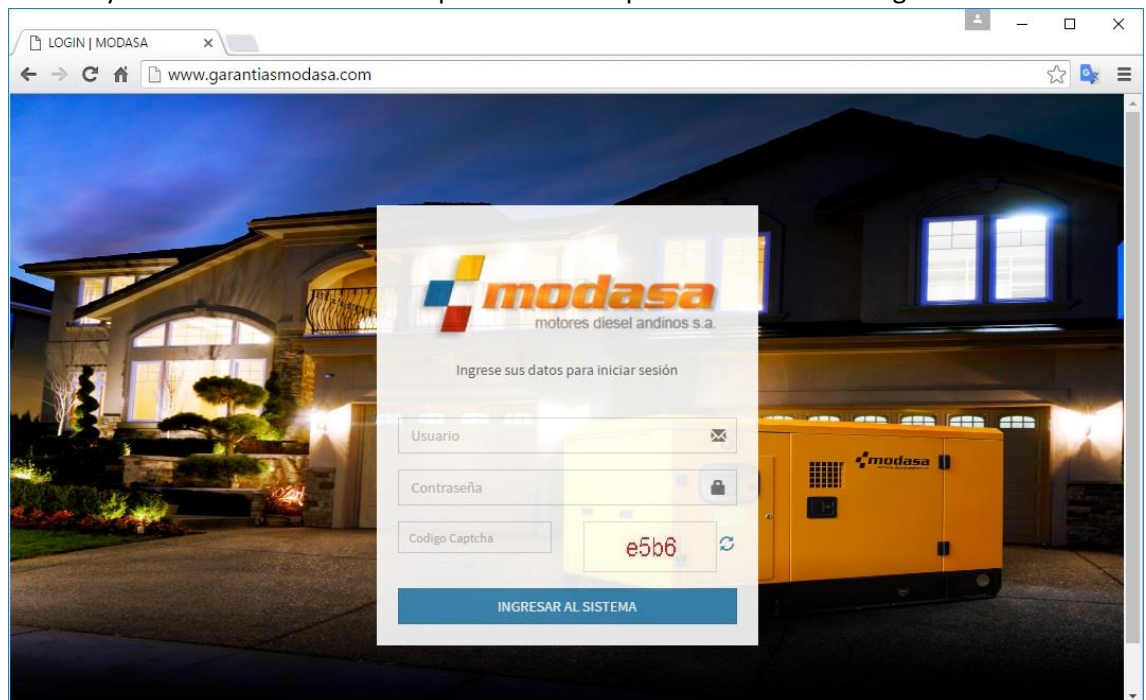 LOGIN | MODASA
www.garantiasmodasa.com
modasa
motores diesel andinos s.a.
Ingrese sus datos para iniciar sesión
Usuario
Contraseña
modasa
Codigo Captcha
e5b6
INGRESAR AL SISTEMA